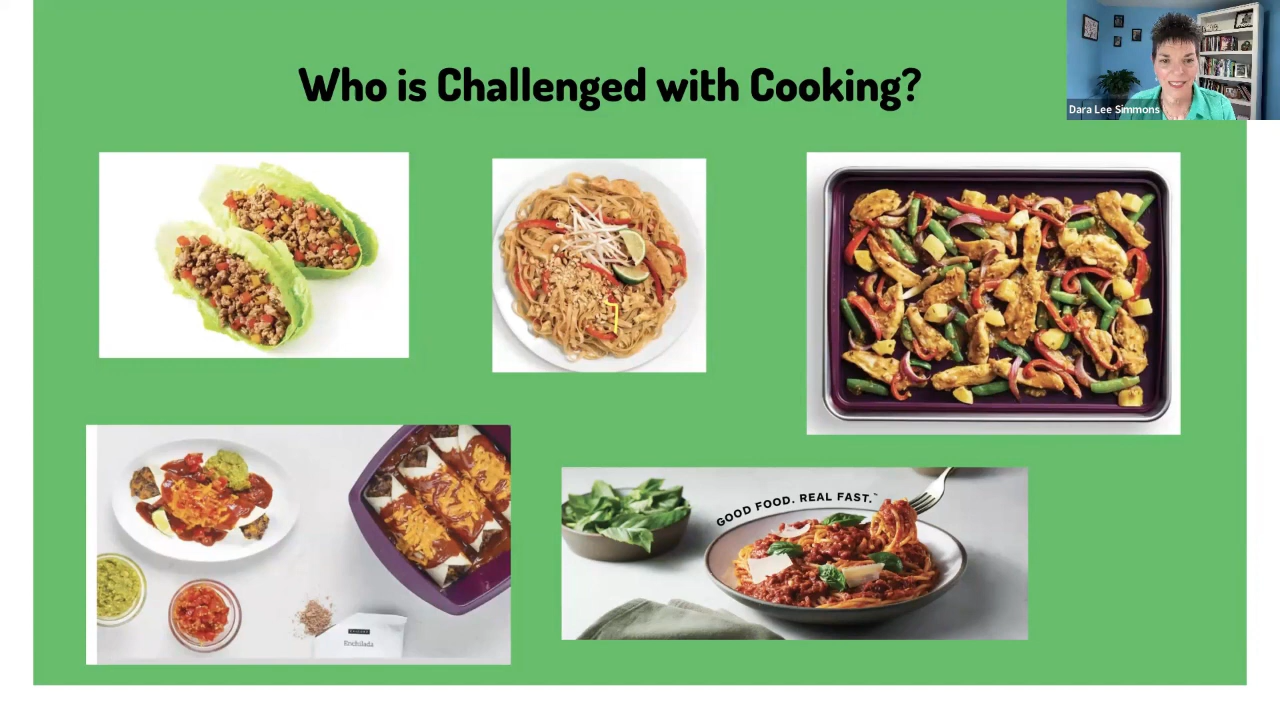 Who is Challenged with Cooking?
Dara Lee Simmons
GOOD FOOD. REAL FAST.™
Enchilada